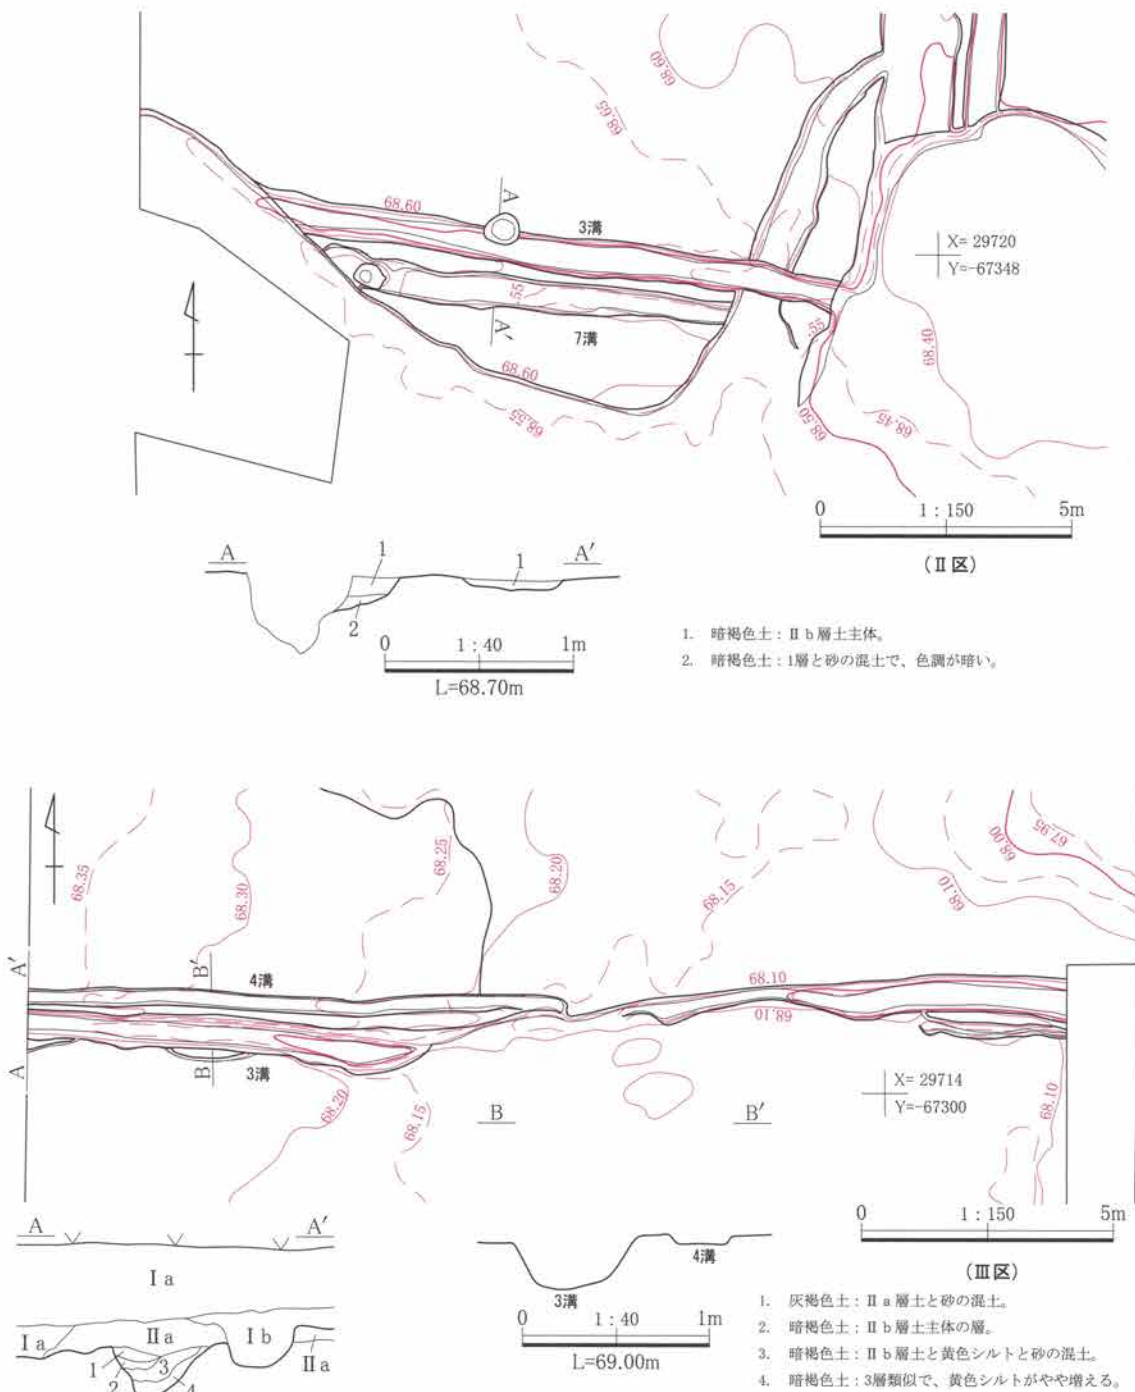 68.60
68.65
A
68.60
3溝
X= 29720
Y=-67348
.55
A′
7溝
.55
68.40
68.60
68.55
68.50
68.45
0 1：150 5m
(Ⅱ区)
A 1 1 A′
2
0 1：40 1m
L=68.70m
1. 暗褐色土：Ⅱb層土主体。
2. 暗褐色土：1層と砂の混土で、色調が暗い。
68.35
68.30
68.25
68.20
68.15
68.10
68.00
67.95
A′
B′
4溝
68.10
68.10
A
B
3溝
68.20
68.15
X= 29714
Y=-67300
68.10
B B′
A A′
Ⅰa
Ⅰa Ⅱa Ⅰb Ⅱa
1
2
3
4
4溝
3溝
0 1：40 1m
L=69.00m
0 1：150 5m
(Ⅲ区)
1. 灰褐色土：Ⅱa層土と砂の混土。
2. 暗褐色土：Ⅱb層土主体の層。
3. 暗褐色土：Ⅱb層土と黄色シルトと砂の混土。
4. 暗褐色土：3層類似で、黄色シルトがやや増える。